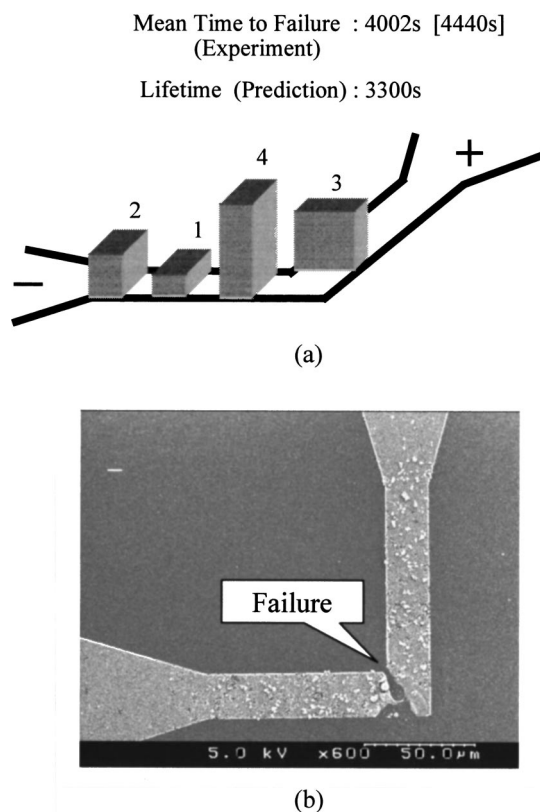 Mean Time to Failure : 4002s [4440s]
(Experiment)
Lifetime (Prediction) : 3300s
4
+
3
2
1
−
(a)
Failure
5.0 kV x600 50.0µm
(b)